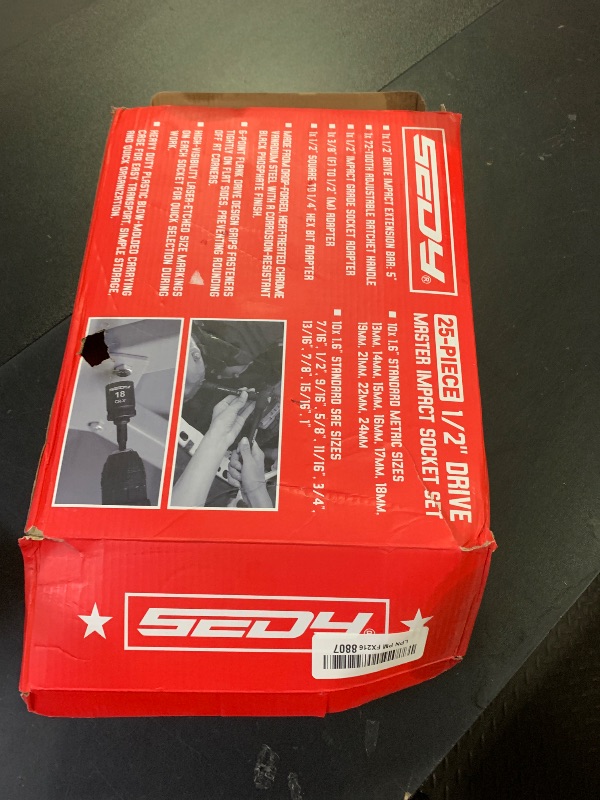 SEDY®
25-PIECE 1/2" DRIVE
MASTER IMPACT SOCKET SET
1x 1/2" DRIVE IMPACT EXTENSION BAR: 5"
1x 72-TOOTH ADJUSTABLE RATCHET HANDLE
1x 1/2" IMPACT GRADE SOCKET ADAPTER
1x 3/8" (F) TO 1/2" (M) ADAPTER
1x 1/2" SQUARE TO 1/4" HEX BIT ADAPTER
MADE FROM DROP-FORGED, HEAT-TREATED CHROME
VANADIUM STEEL WITH A CORROSION-RESISTANT
BLACK PHOSPHATE FINISH.
6-POINT FLANK DRIVE DESIGN GRIPS FASTENERS
TIGHTLY ON FLAT SIDES, PREVENTING ROUNDING
OFF AT CORNERS.
HIGH-VISIBILITY LASER-ETCHED SIZE MARKINGS
ON EACH SOCKET FOR QUICK SELECTION DURING
WORK.
HEAVY DUTY PLASTIC BLOW-MOLDED CARRYING
CASE FOR EASY TRANSPORT, SIMPLE STORAGE,
AND QUICK ORGANIZATION.
10x 1.6" STANDARD METRIC SIZES
13MM, 14MM, 15MM, 16MM, 17MM, 18MM,
19MM, 21MM, 22MM, 24MM
10x 1.6" STANDARD SAE SIZES
7/16", 1/2", 9/16", 5/8", 11/16", 3/4",
13/16", 7/8", 15/16", 1"
18
SEDY®
LPN PM FX216 8807